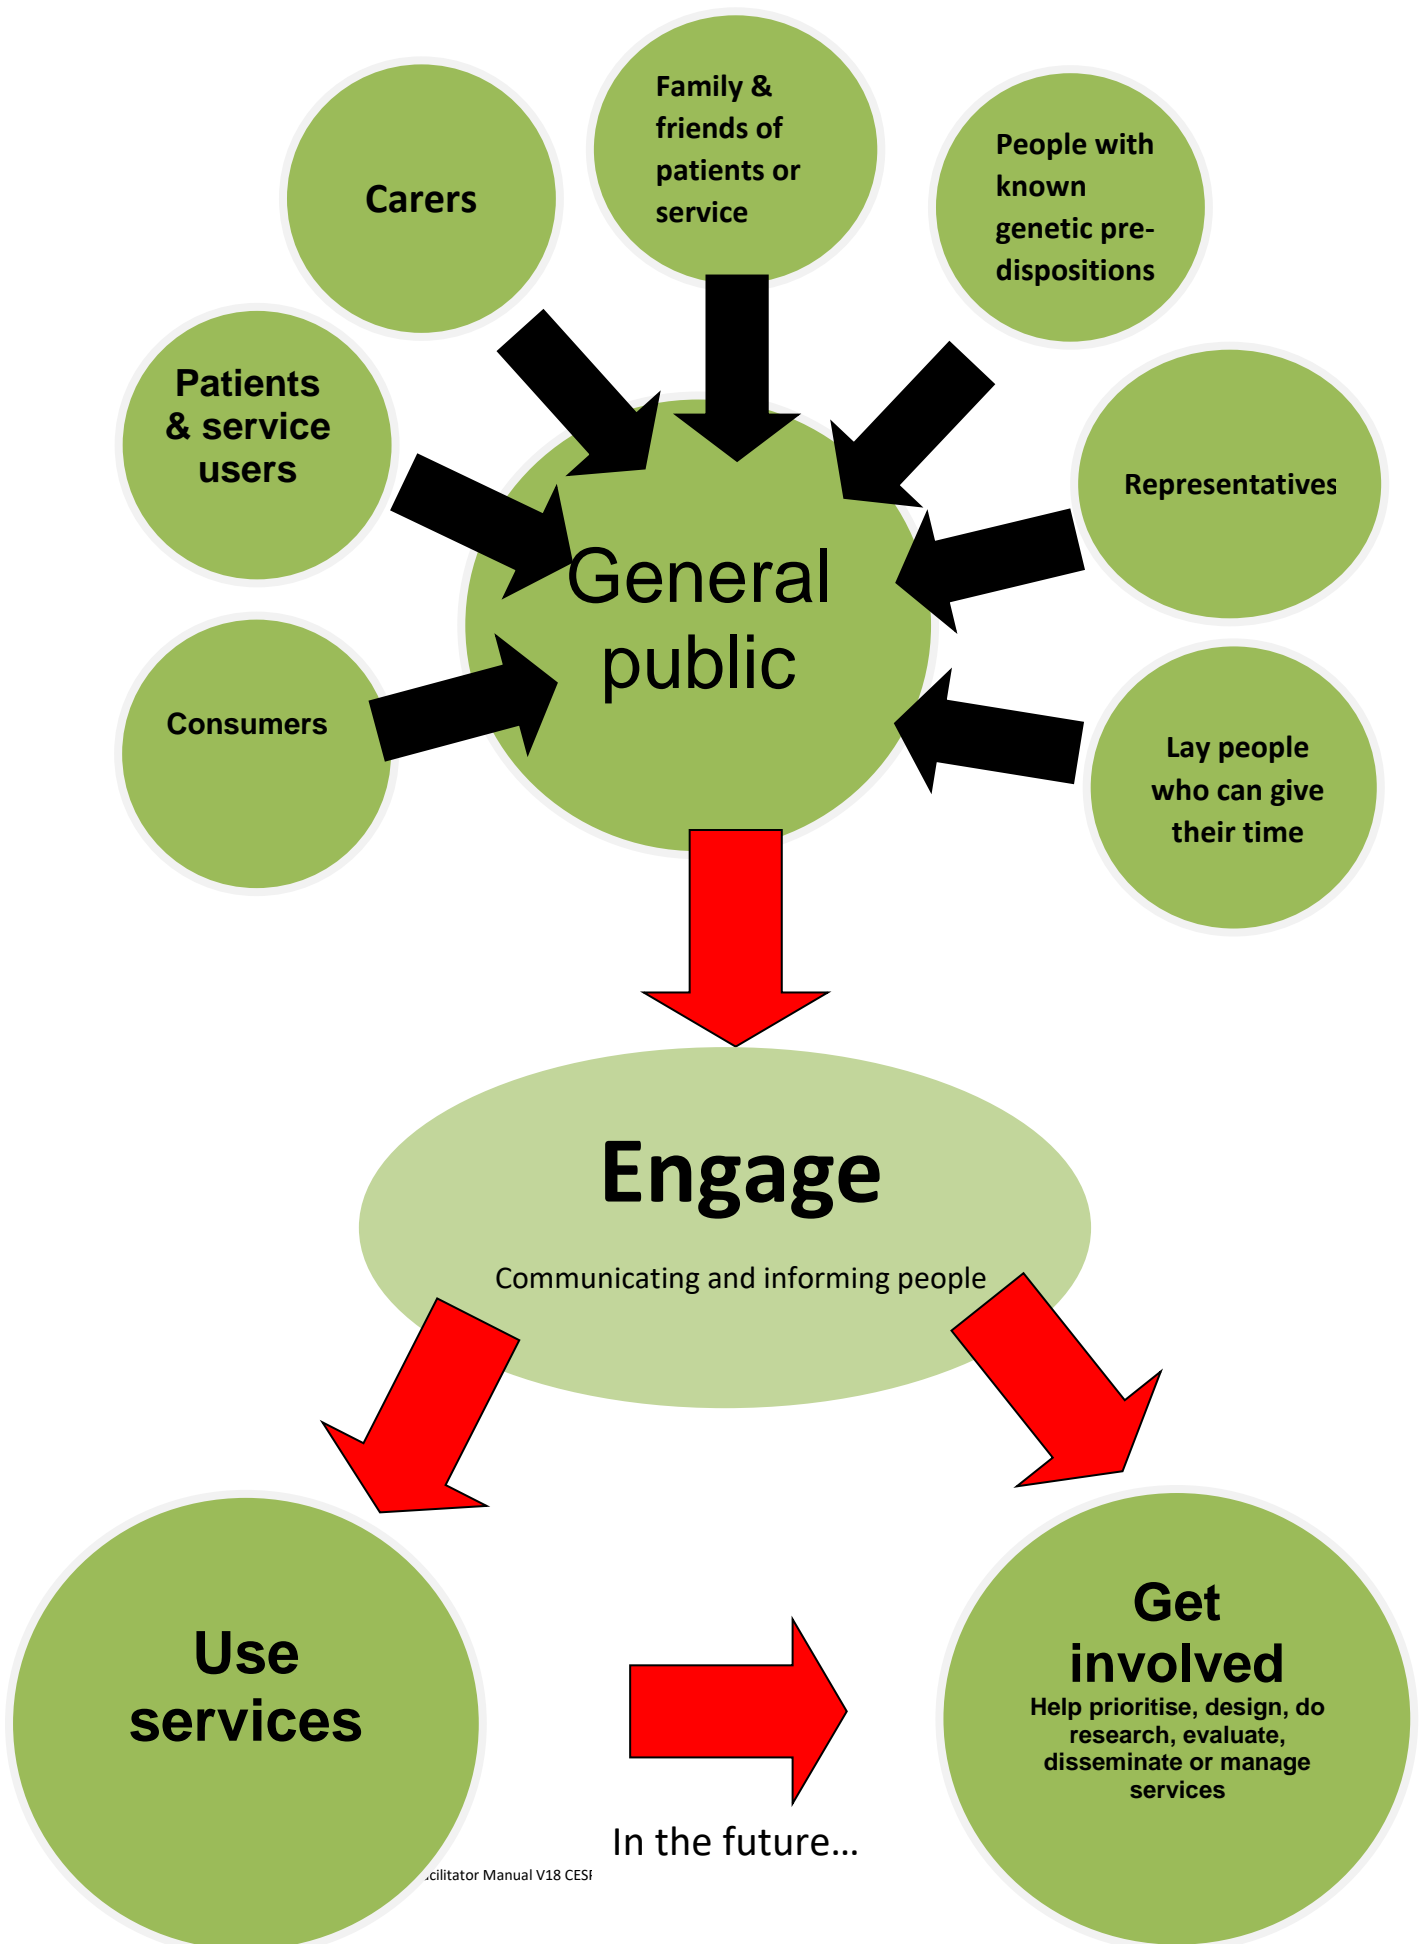 Family &
friends of
patients or
service
Carers
People with
known
genetic pre-
dispositions
Patients
& service
users
Representatives
General
public
Consumers
Lay people
who can give
their time
Engage
Communicating and informing people
Use
services
Get
involved
Help prioritise, design, do
research, evaluate,
disseminate or manage
services
In the future...
Manual V18